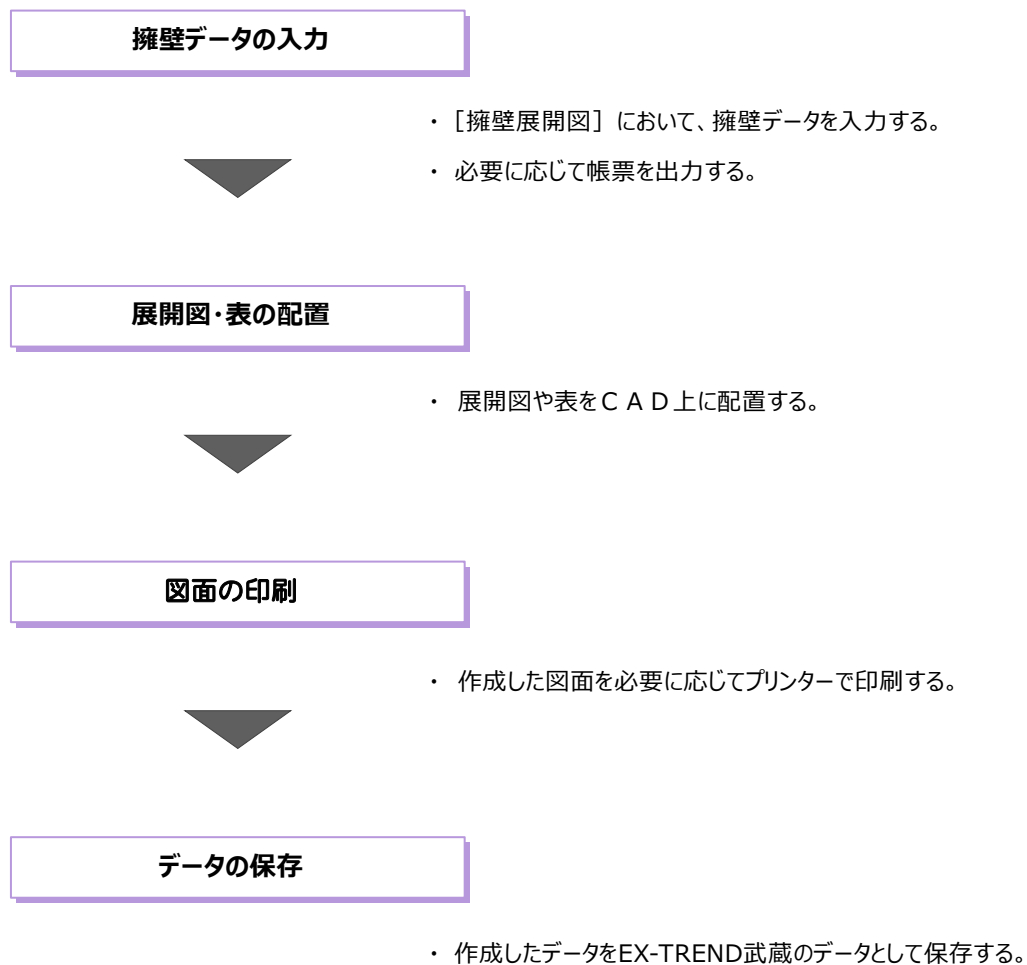 擁壁データの入力
・ [擁壁展開図] において、擁壁データを入力する。
・ 必要に応じて帳票を出力する。
展開図・表の配置
・ 展開図や表をＣＡＤ上に配置する。
図面の印刷
・ 作成した図面を必要に応じてプリンターで印刷する。
データの保存
・ 作成したデータをEX-TREND武蔵のデータとして保存する。